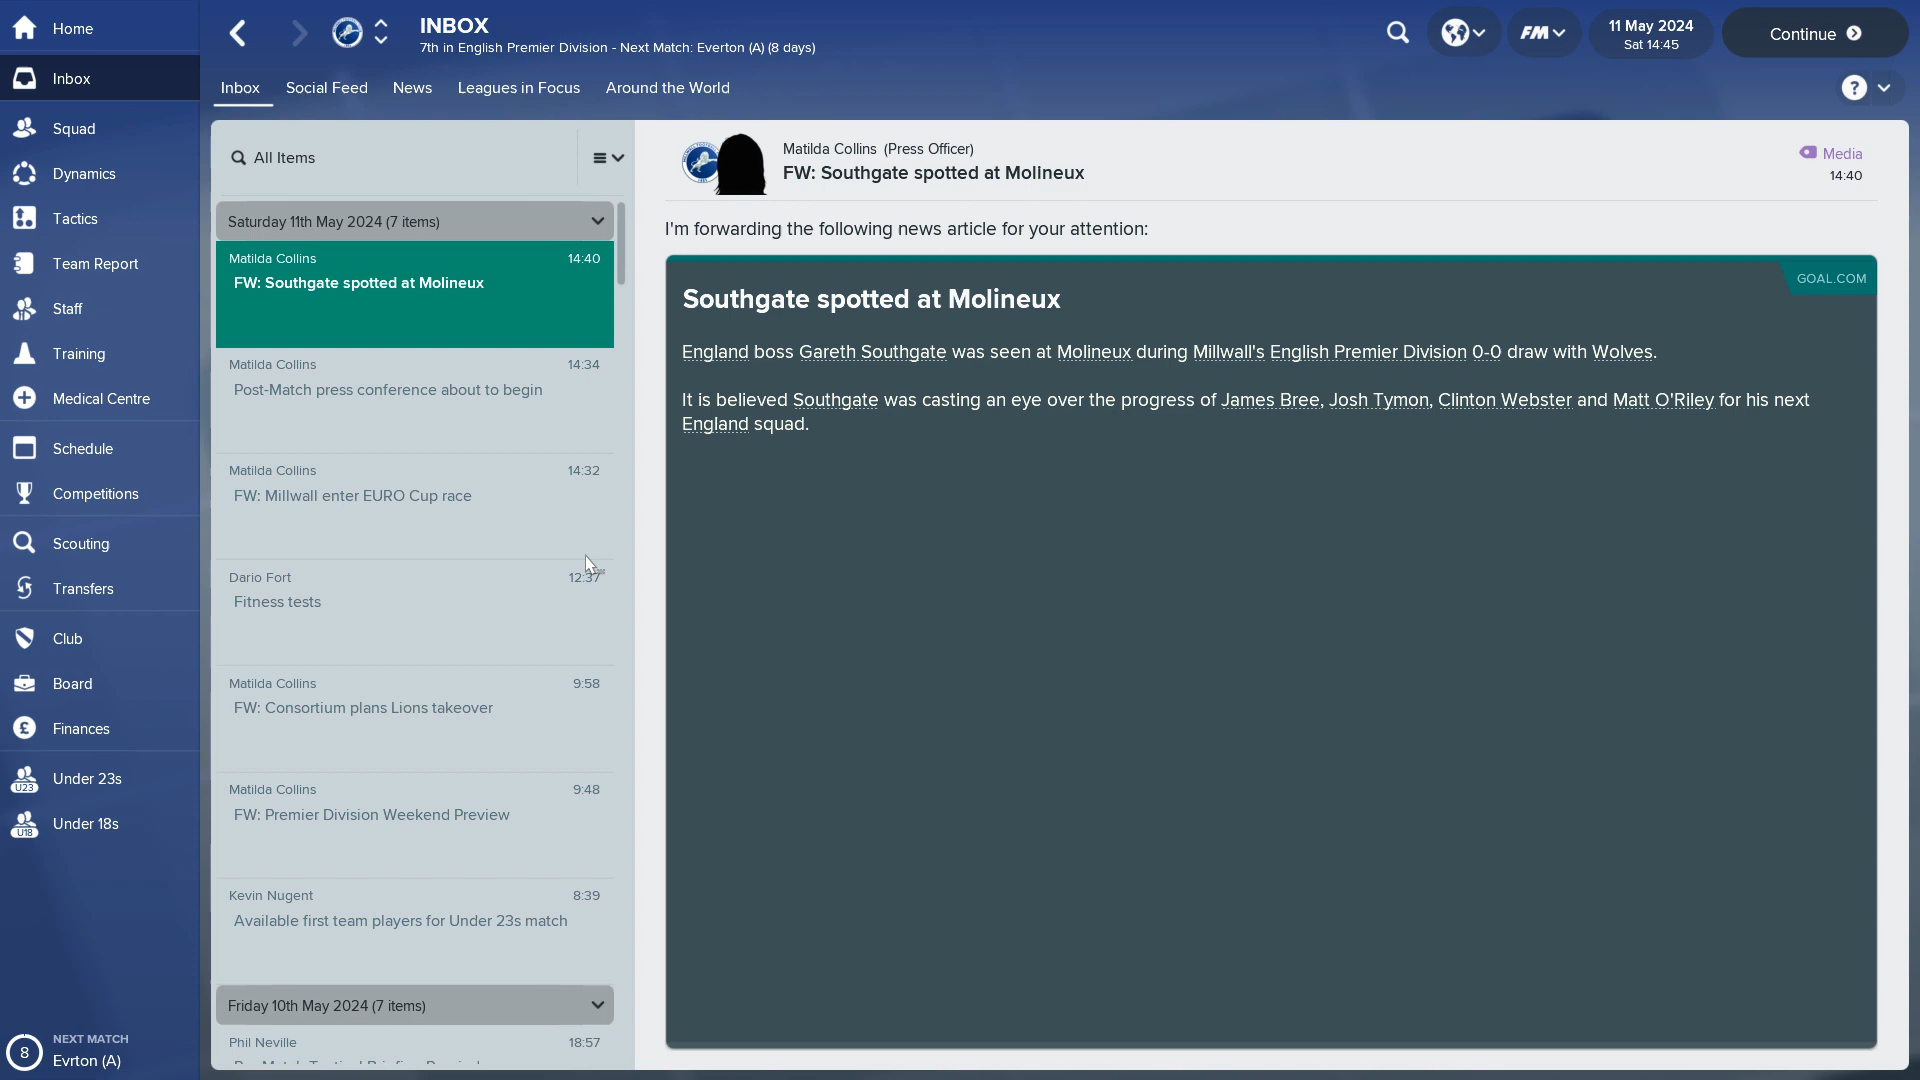 Home
Inbox
Squad
Dynamics
Tactics
Team Report
Staff
Training
Medical Centre
Schedule
Competitions
Scouting
Transfers
Club
Board
Finances
U23
Under 23s
U18
Under 18s
8
NEXT MATCH
Evrton (A)
INBOX
7th in English Premier Division - Next Match: Everton (A) (8 days)
FM
11 May 2024
Sat 14:45
Continue
Inbox
Social Feed
News
Leagues in Focus
Around the World
?
All Items
Saturday 11th May 2024 (7 items)
Matilda Collins 14:40
FW: Southgate spotted at Molineux
Matilda Collins 14:34
Post-Match press conference about to begin
Matilda Collins 14:32
FW: Millwall enter EURO Cup race
Dario Fort 12:37
Fitness tests
Matilda Collins 9:58
FW: Consortium plans Lions takeover
Matilda Collins 9:48
FW: Premier Division Weekend Preview
Kevin Nugent 8:39
Available first team players for Under 23s match
Friday 10th May 2024 (7 items)
Phil Neville 18:57
Matilda Collins (Press Officer)
FW: Southgate spotted at Molineux
Media
14:40
I'm forwarding the following news article for your attention:
GOAL.COM
Southgate spotted at Molineux
England boss Gareth Southgate was seen at Molineux during Millwall's English Premier Division 0-0 draw with Wolves.
It is believed Southgate was casting an eye over the progress of James Bree, Josh Tymon, Clinton Webster and Matt O'Riley for his next
England squad.